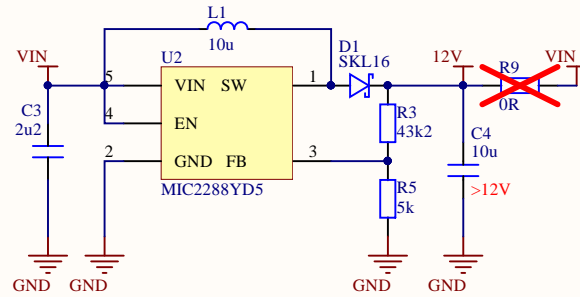 L1
10u
D1
SKL16
VIN
U2
12V
R9
VIN
5
VIN SW
1
0R
C3
2u2
4
EN
R3
43k2
C4
10u
2
GND FB
3
MIC2288YD5
R5
5k
>12V
GND
GND
GND
GND